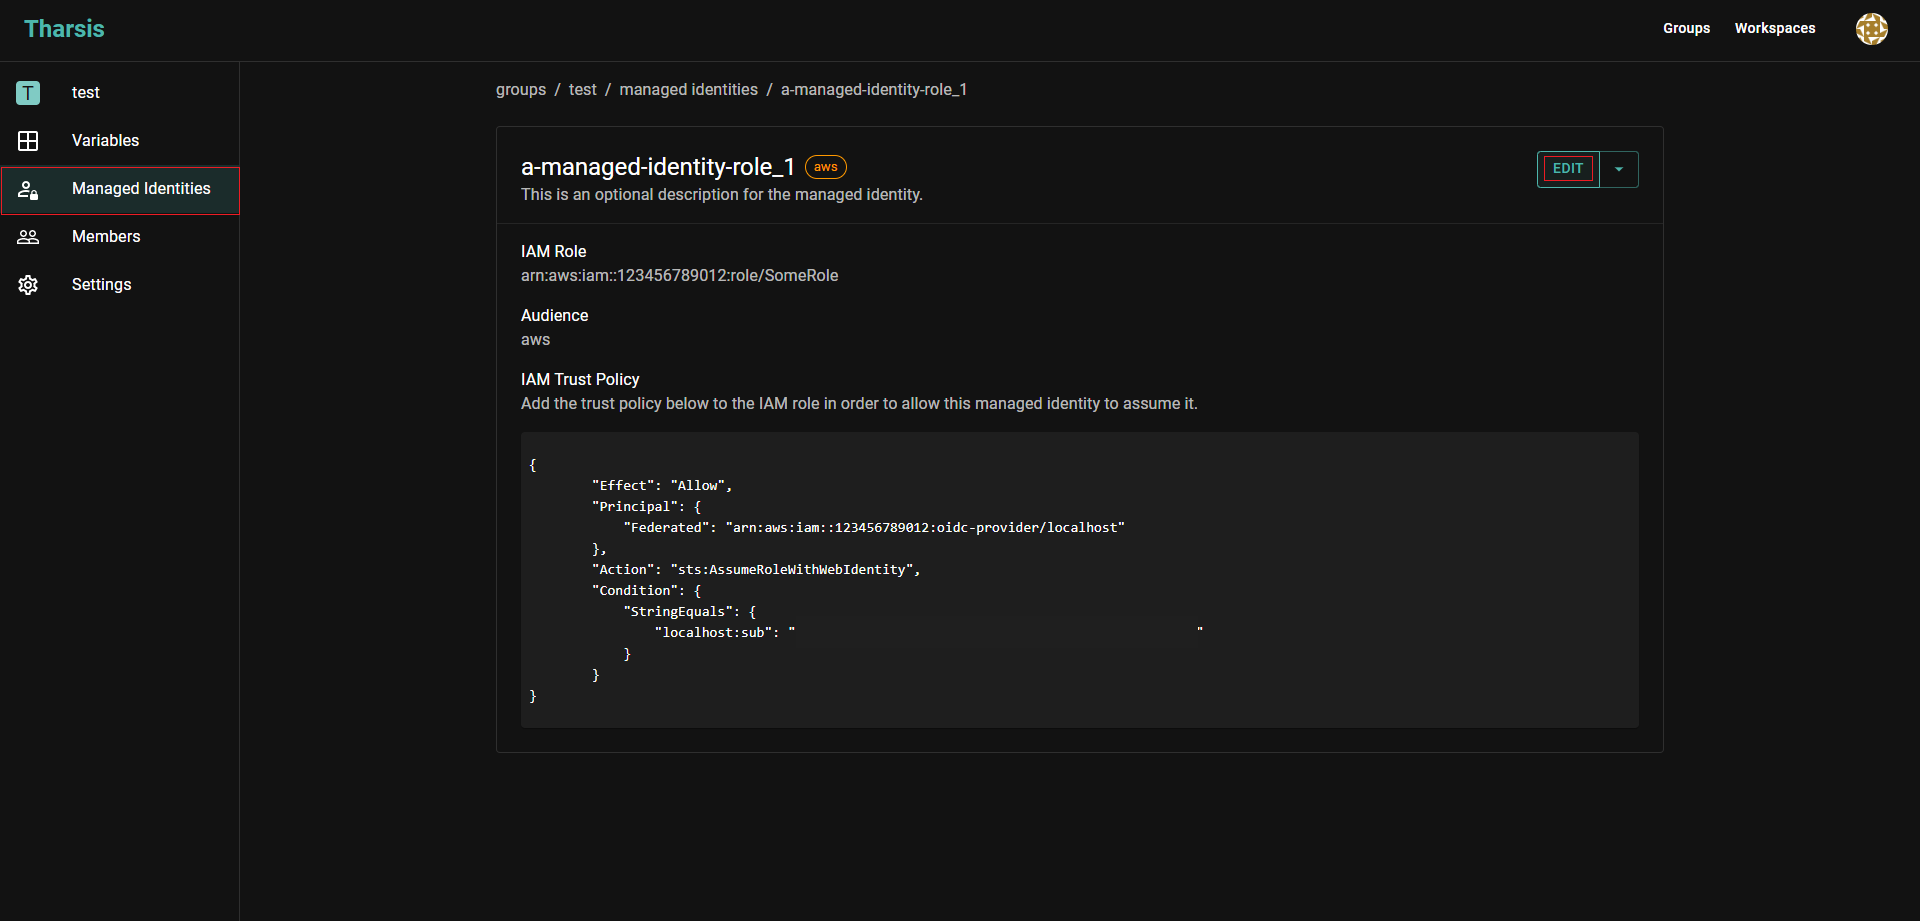 Tharsis
Groups Workspaces
T test
Variables
Managed Identities
Members
Settings
groups / test / managed identities / a-managed-identity-role_1
a-managed-identity-role_1 aws
This is an optional description for the managed identity.
EDIT
IAM Role
arn:aws:iam::123456789012:role/SomeRole
Audience
aws
IAM Trust Policy
Add the trust policy below to the IAM role in order to allow this managed identity to assume it.
{
"Effect": "Allow",
"Principal": {
"Federated": "arn:aws:iam::123456789012:oidc-provider/localhost"
},
"Action": "sts:AssumeRoleWithWebIdentity",
"Condition": {
"StringEquals": {
"localhost:sub": " "
}
}
}